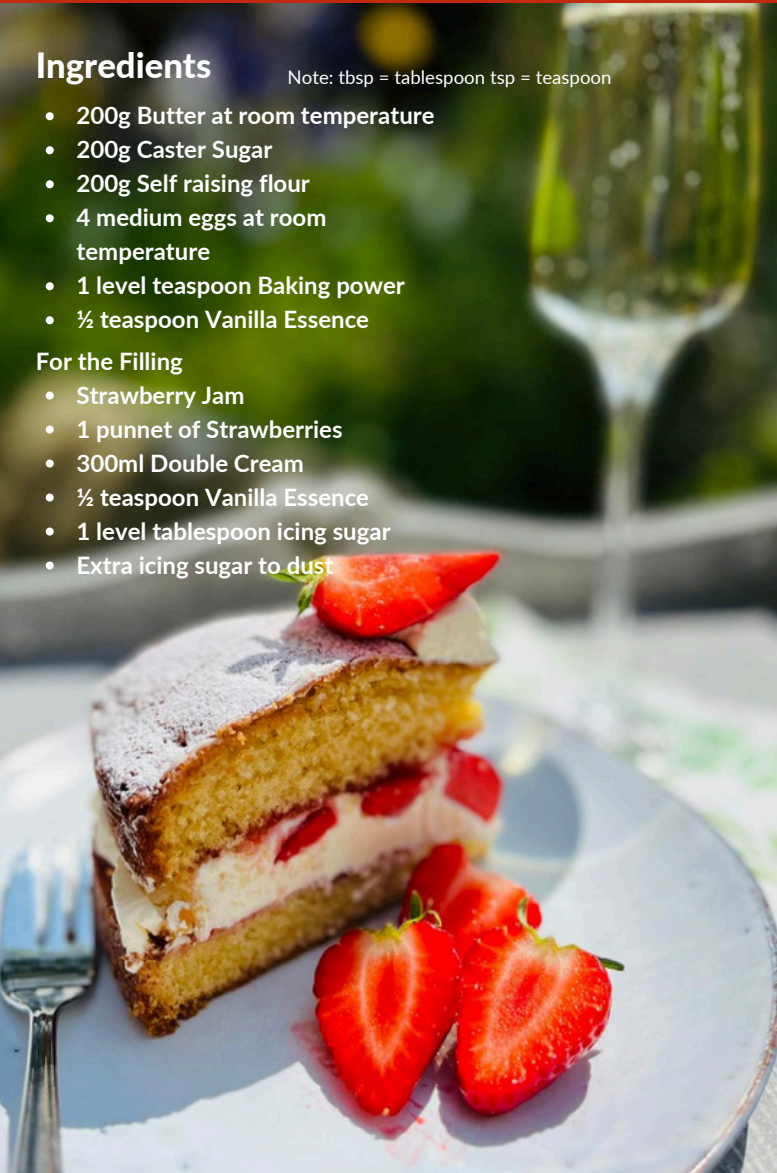 Ingredients
Note: tbsp = tablespoon tsp = teaspoon
• 200g Butter at room temperature
• 200g Caster Sugar
• 200g Self raising flour
• 4 medium eggs at room
temperature
• 1 level teaspoon Baking power
• ½ teaspoon Vanilla Essence
For the Filling
• Strawberry Jam
• 1 punnet of Strawberries
• 300ml Double Cream
• ½ teaspoon Vanilla Essence
• 1 level tablespoon icing sugar
• Extra icing sugar to dust